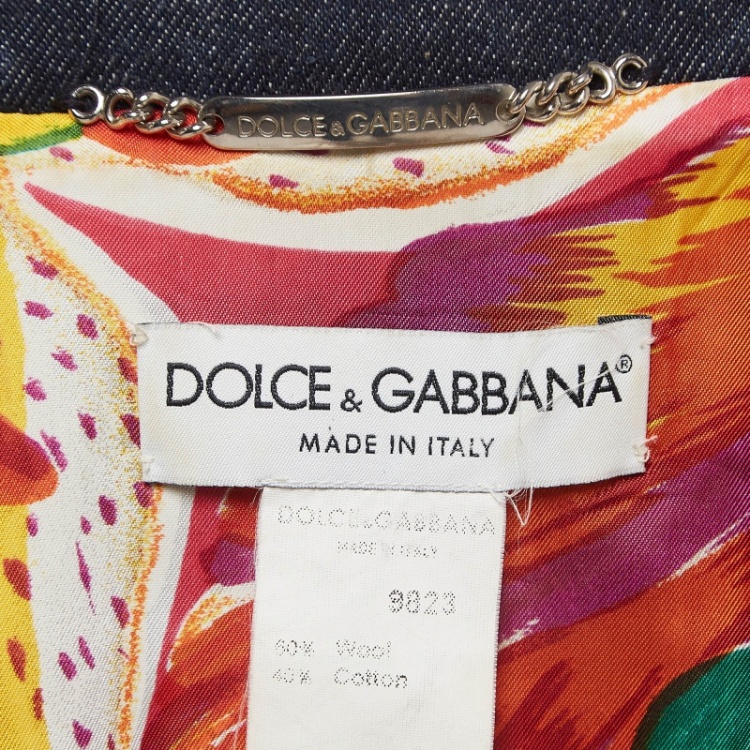 DOLCE&GABBANA
DOLCE & GABBANA®
MADE IN ITALY
DOLCE&GABBANA
MADE IN ITALY
9823
60% Wool
40% Cotton